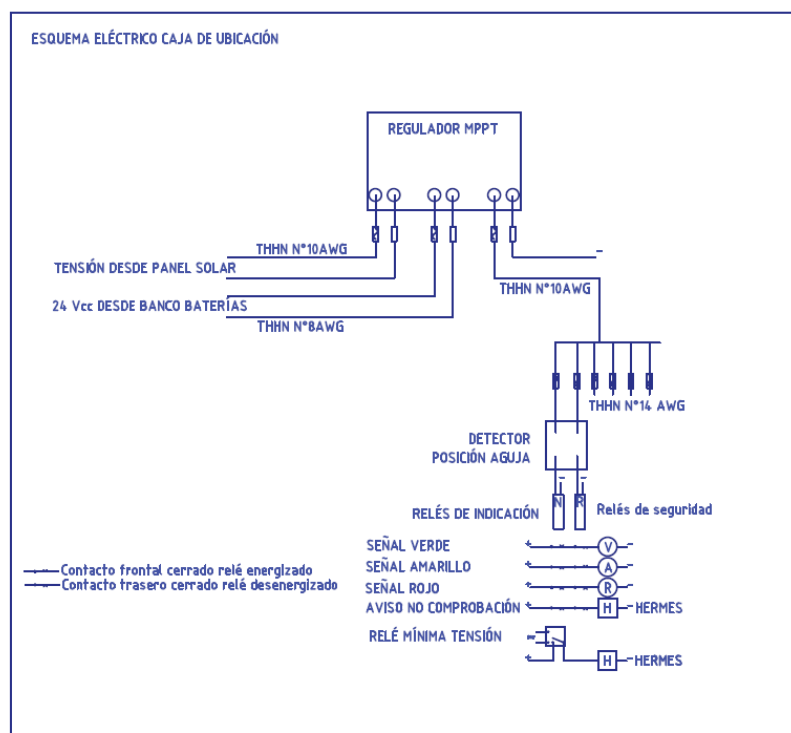 ESQUEMA ELÉCTRICO CAJA DE UBICACIÓN
REGULADOR MPPT
THHN N°10AWG
TENSIÓN DESDE PANEL SOLAR
24 Vcc DESDE BANCO BATERÍAS
THHN N°8AWG
THHN N°10AWG
THHN N°14 AWG
DETECTOR
POSICIÓN AGUJA
N R
RELÉS DE INDICACIÓN
Relés de seguridad
SEÑAL VERDE + V -
SEÑAL AMARILLO + A -
SEÑAL ROJO + R -
AVISO NO COMPROBACIÓN + H - HERMES
Contacto frontal cerrado relé energizado
Contacto trasero cerrado relé desenergizado
RELÉ MÍNIMA TENSIÓN
+ H - HERMES